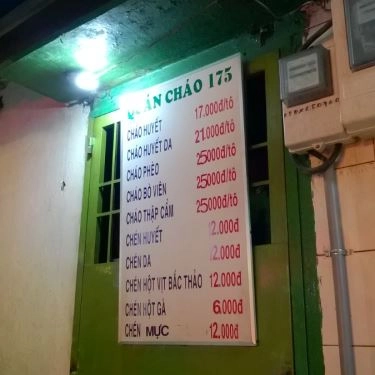 QUÁN CHÁO 175
CHÁO HUYẾT 17.000đ/tô
CHÁO HUYẾT DA 21.000đ/tô
CHÁO PHÈO 25000đ/tô
CHÁO BÒ VIÊN 25000đ/tô
CHÁO THẬP CẨM 25000đ/tô
CHÉN HUYẾT 12.000đ
CHÉN DA 12.000đ
CHÉN HỘT VỊT BẮC THẢO 12.000đ
CHÉN HỘT GÀ 6.000đ
CHÉN MỰC 12.000đ